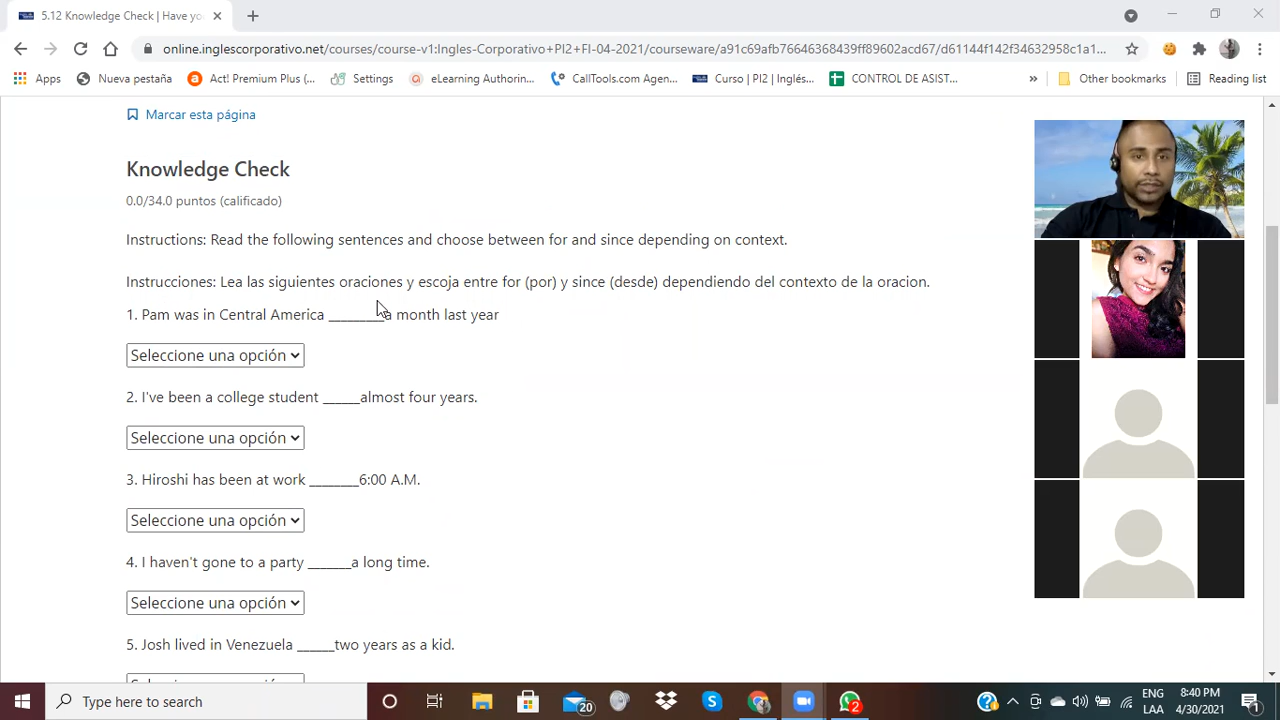 5.12 Knowledge Check | Have yo
online.inglescorporativo.net/courses/course-v1:Ingles-Corporativo+PI2+FI-04-2021/courseware/a91c69afb76646368439ff89602acd67/d61144f142f34632958c1a1...
Apps Nueva pestaña Act! Premium Plus (... Settings eLearning Authorin... CallTools.com Agen... Curso | PI2 | Inglés... CONTROL DE ASIST... » Other bookmarks Reading list
Marcar esta página
Knowledge Check
0.0/34.0 puntos (calificado)
Instructions: Read the following sentences and choose between for and since depending on context.
Instrucciones: Lea las siguientes oraciones y escoja entre for (por) y since (desde) dependiendo del contexto de la oracion.
1. Pam was in Central America _________a month last year
Seleccione una opción
2. I've been a college student ______almost four years.
Seleccione una opción
3. Hiroshi has been at work ________6:00 A.M.
Seleccione una opción
4. I haven't gone to a party _______a long time.
Seleccione una opción
5. Josh lived in Venezuela ______two years as a kid.
Type here to search
20
2
ENG
LAA
8:40 PM
4/30/2021
1